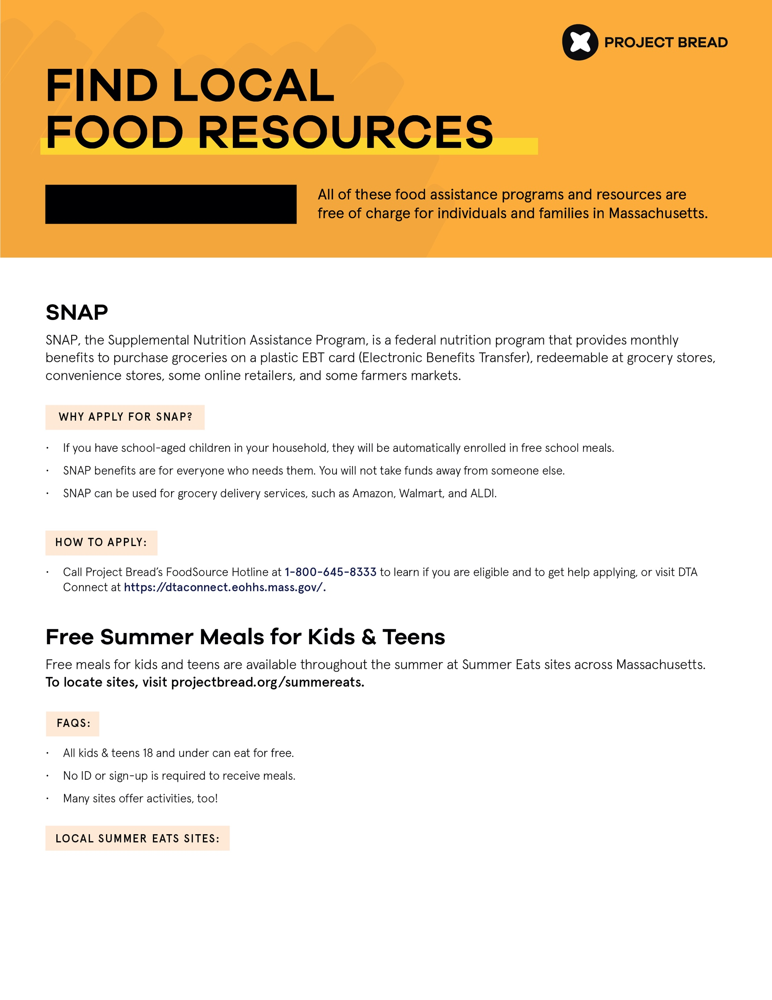 PROJECT BREAD
FIND LOCAL
FOOD RESOURCES
All of these food assistance programs and resources are
free of charge for individuals and families in Massachusetts.
SNAP
SNAP, the Supplemental Nutrition Assistance Program, is a federal nutrition program that provides monthly
benefits to purchase groceries on a plastic EBT card (Electronic Benefits Transfer), redeemable at grocery stores,
convenience stores, some online retailers, and some farmers markets.
WHY APPLY FOR SNAP?
· If you have school-aged children in your household, they will be automatically enrolled in free school meals.
· SNAP benefits are for everyone who needs them. You will not take funds away from someone else.
· SNAP can be used for grocery delivery services, such as Amazon, Walmart, and ALDI.
HOW TO APPLY:
· Call Project Bread’s FoodSource Hotline at 1-800-645-8333 to learn if you are eligible and to get help applying, or visit DTA
Connect at https://dtaconnect.eohhs.mass.gov/.
Free Summer Meals for Kids & Teens
Free meals for kids and teens are available throughout the summer at Summer Eats sites across Massachusetts.
To locate sites, visit projectbread.org/summereats.
FAQS:
· All kids & teens 18 and under can eat for free.
· No ID or sign-up is required to receive meals.
· Many sites offer activities, too!
LOCAL SUMMER EATS SITES: